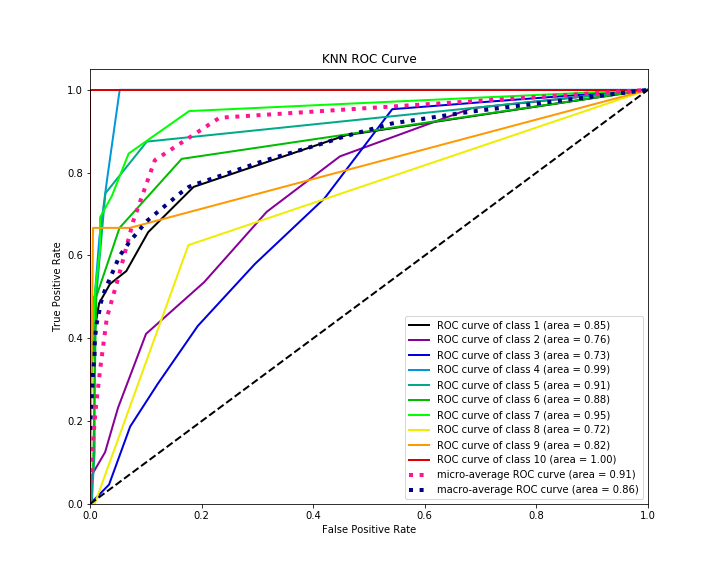 KNN ROC Curve
True Positive Rate
1.0
0.8
0.6
0.4
0.2
0.0
0.0 0.2 0.4 0.6 0.8 1.0
False Positive Rate
ROC curve of class 1 (area = 0.85)
ROC curve of class 2 (area = 0.76)
ROC curve of class 3 (area = 0.73)
ROC curve of class 4 (area = 0.99)
ROC curve of class 5 (area = 0.91)
ROC curve of class 6 (area = 0.88)
ROC curve of class 7 (area = 0.95)
ROC curve of class 8 (area = 0.72)
ROC curve of class 9 (area = 0.82)
ROC curve of class 10 (area = 1.00)
micro-average ROC curve (area = 0.91)
macro-average ROC curve (area = 0.86)